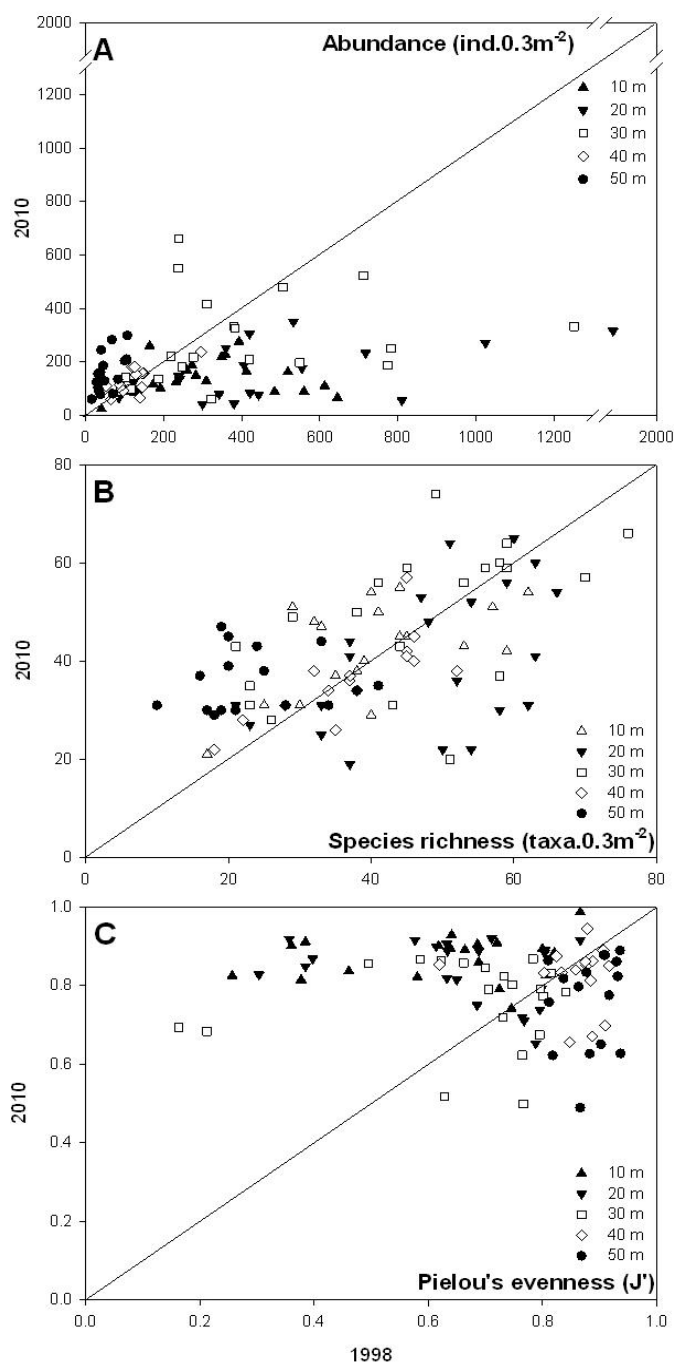 A
Abundance (ind.0.3m-2)
2000
1200
1000
800
600
400
200
0
2010
10 m
20 m
30 m
40 m
50 m
0 200 400 600 800 1000 1200 2000
B
80
60
40
20
0
2010
10 m
20 m
30 m
40 m
50 m
Species richness (taxa.0.3m-2)
0 20 40 60 80
C
1.0
0.8
0.6
0.4
0.2
0.0
2010
10 m
20 m
30 m
40 m
50 m
Pielou's evenness (J')
0.0 0.2 0.4 0.6 0.8 1.0
1998